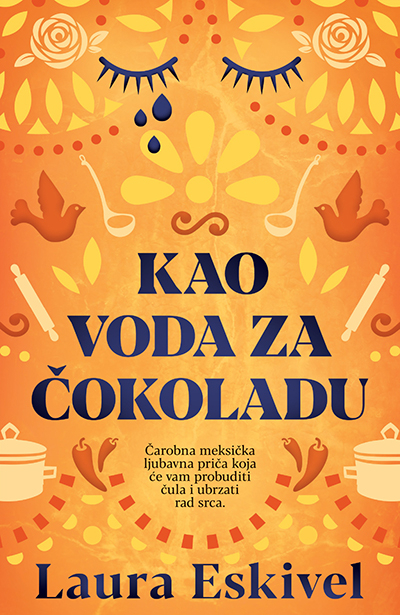 KAO
VODA ZA
ČOKOLADU
Čarobna meksička
ljubavna priča koja
će vam probuditi
čula i ubrzati
rad srca.
Laura Eskivel